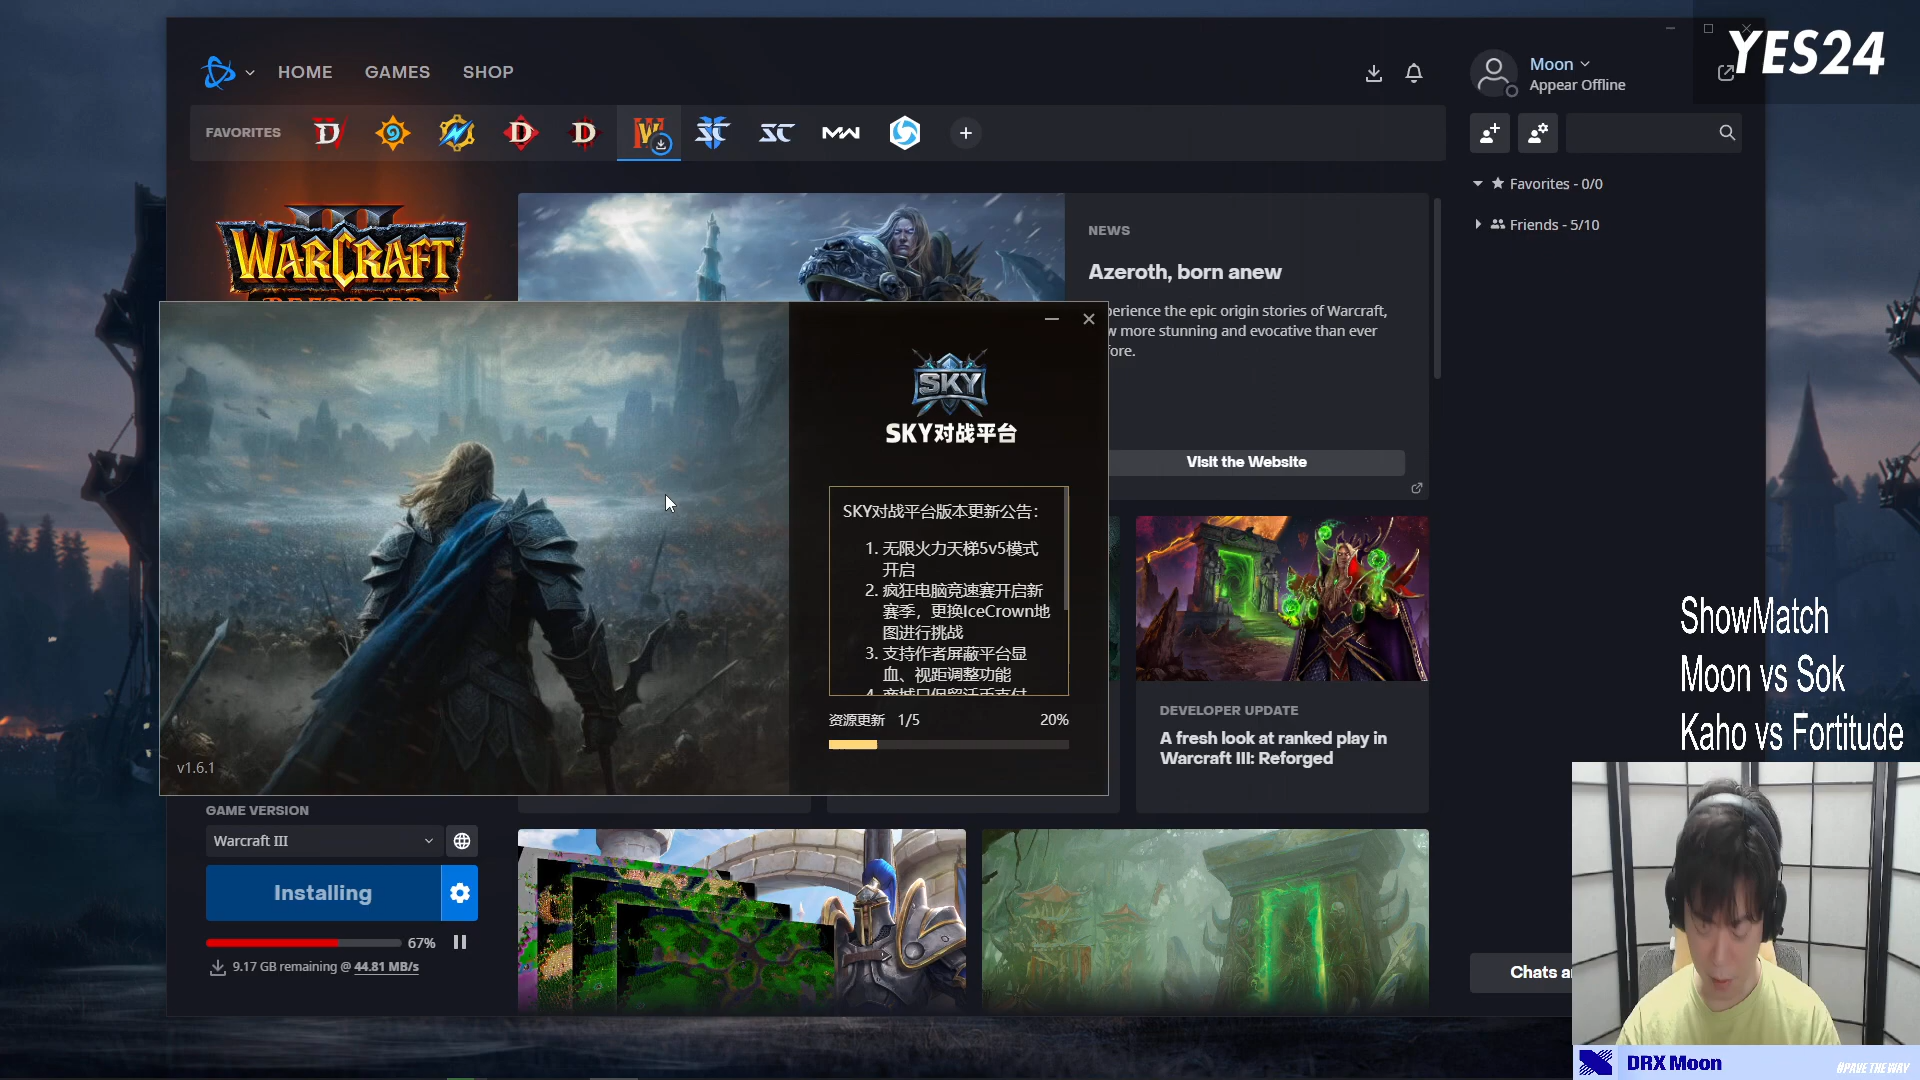 HOME
GAMES
SHOP
Moon
Appear Offline
YES24
FAVORITES
Favorites - 0/0
Friends - 5/10
WARCRAFT
III
NEWS
Azeroth, born anew
perience the epic origin stories of Warcraft,
w more stunning and evocative than ever
fore.
Visit the Website
SKY
SKY对战平台
SKY对战平台版本更新公告：
1. 无限火力天梯5v5模式
开启
2. 疯狂电脑竞速赛开启新
赛季，更换IceCrown地
图进行挑战
3. 支持作者屏蔽平台显
血、视距调整功能
资源更新 1/5 20%
v1.6.1
DEVELOPER UPDATE
A fresh look at ranked play in
Warcraft III: Reforged
ShowMatch
Moon vs Sok
Kaho vs Fortitude
GAME VERSION
Warcraft III
Installing
67%
9.17 GB remaining @ 44.81 MB/s
Chats a
DRX Moon
#PAVE THE WAY